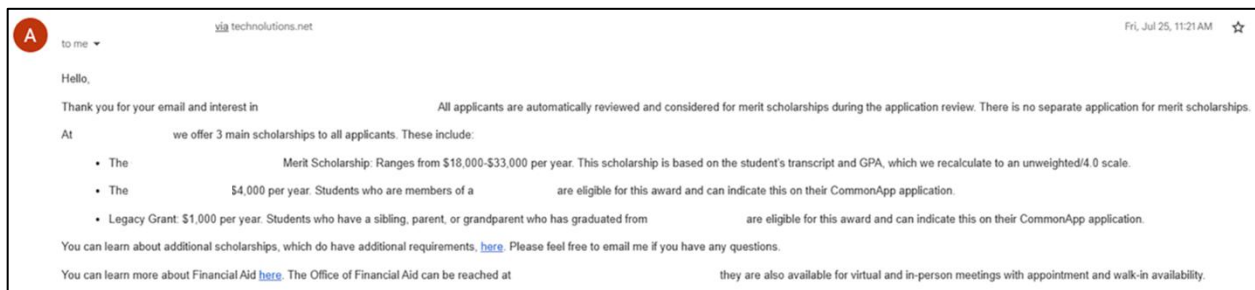 A
via technolutions.net
Fri, Jul 25, 11:21 AM
to me
Hello,
Thank you for your email and interest in All applicants are automatically reviewed and considered for merit scholarships during the application review. There is no separate application for merit scholarships.
At we offer 3 main scholarships to all applicants. These include:
• The Merit Scholarship: Ranges from $18,000-$33,000 per year. This scholarship is based on the student's transcript and GPA, which we recalculate to an unweighted/4.0 scale.
• The $4,000 per year. Students who are members of a are eligible for this award and can indicate this on their CommonApp application.
• Legacy Grant: $1,000 per year. Students who have a sibling, parent, or grandparent who has graduated from are eligible for this award and can indicate this on their CommonApp application.
You can learn about additional scholarships, which do have additional requirements, here. Please feel free to email me if you have any questions.
You can learn more about Financial Aid here. The Office of Financial Aid can be reached at they are also available for virtual and in-person meetings with appointment and walk-in availability.